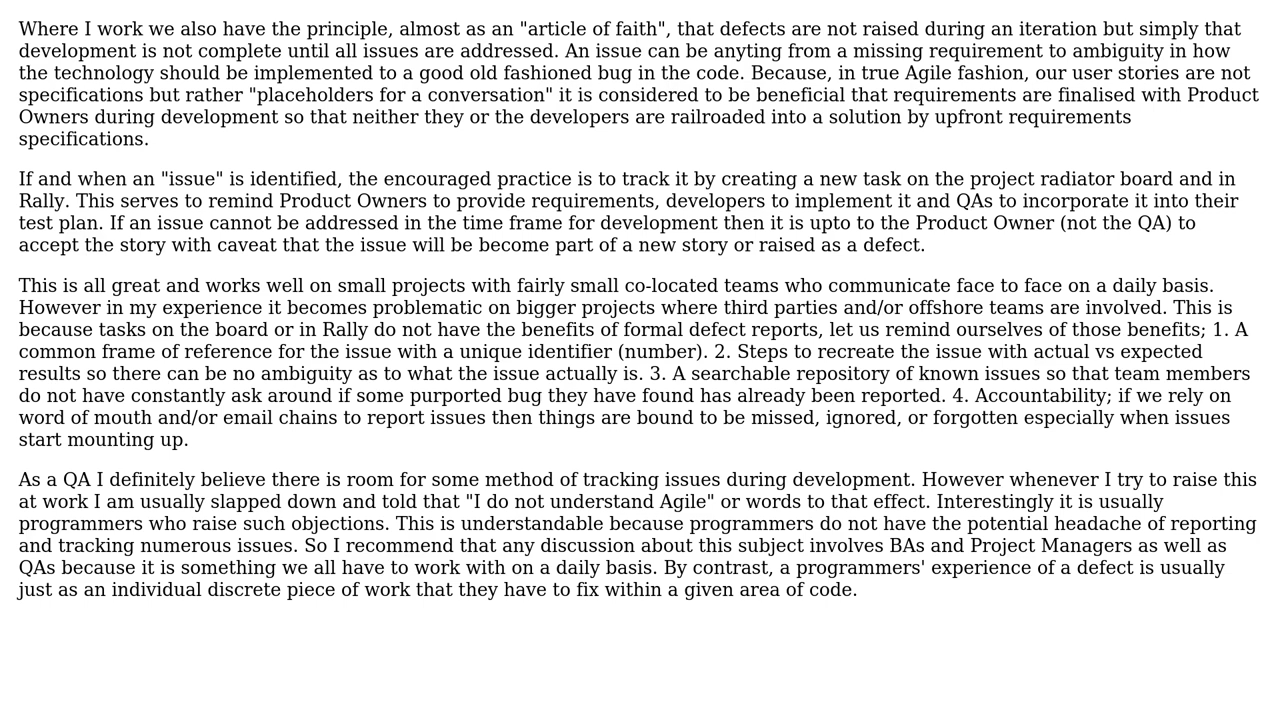 Where I work we also have the principle, almost as an "article of faith", that defects are not raised during an iteration but simply that
development is not complete until all issues are addressed. An issue can be anyting from a missing requirement to ambiguity in how
the technology should be implemented to a good old fashioned bug in the code. Because, in true Agile fashion, our user stories are not
specifications but rather "placeholders for a conversation" it is considered to be beneficial that requirements are finalised with Product
Owners during development so that neither they or the developers are railroaded into a solution by upfront requirements
specifications.
If and when an "issue" is identified, the encouraged practice is to track it by creating a new task on the project radiator board and in
Rally. This serves to remind Product Owners to provide requirements, developers to implement it and QAs to incorporate it into their
test plan. If an issue cannot be addressed in the time frame for development then it is upto to the Product Owner (not the QA) to
accept the story with caveat that the issue will be become part of a new story or raised as a defect.
This is all great and works well on small projects with fairly small co-located teams who communicate face to face on a daily basis.
However in my experience it becomes problematic on bigger projects where third parties and/or offshore teams are involved. This is
because tasks on the board or in Rally do not have the benefits of formal defect reports, let us remind ourselves of those benefits; 1. A
common frame of reference for the issue with a unique identifier (number). 2. Steps to recreate the issue with actual vs expected
results so there can be no ambiguity as to what the issue actually is. 3. A searchable repository of known issues so that team members
do not have constantly ask around if some purported bug they have found has already been reported. 4. Accountability; if we rely on
word of mouth and/or email chains to report issues then things are bound to be missed, ignored, or forgotten especially when issues
start mounting up.
As a QA I definitely believe there is room for some method of tracking issues during development. However whenever I try to raise this
at work I am usually slapped down and told that "I do not understand Agile" or words to that effect. Interestingly it is usually
programmers who raise such objections. This is understandable because programmers do not have the potential headache of reporting
and tracking numerous issues. So I recommend that any discussion about this subject involves BAs and Project Managers as well as
QAs because it is something we all have to work with on a daily basis. By contrast, a programmers' experience of a defect is usually
just as an individual discrete piece of work that they have to fix within a given area of code.